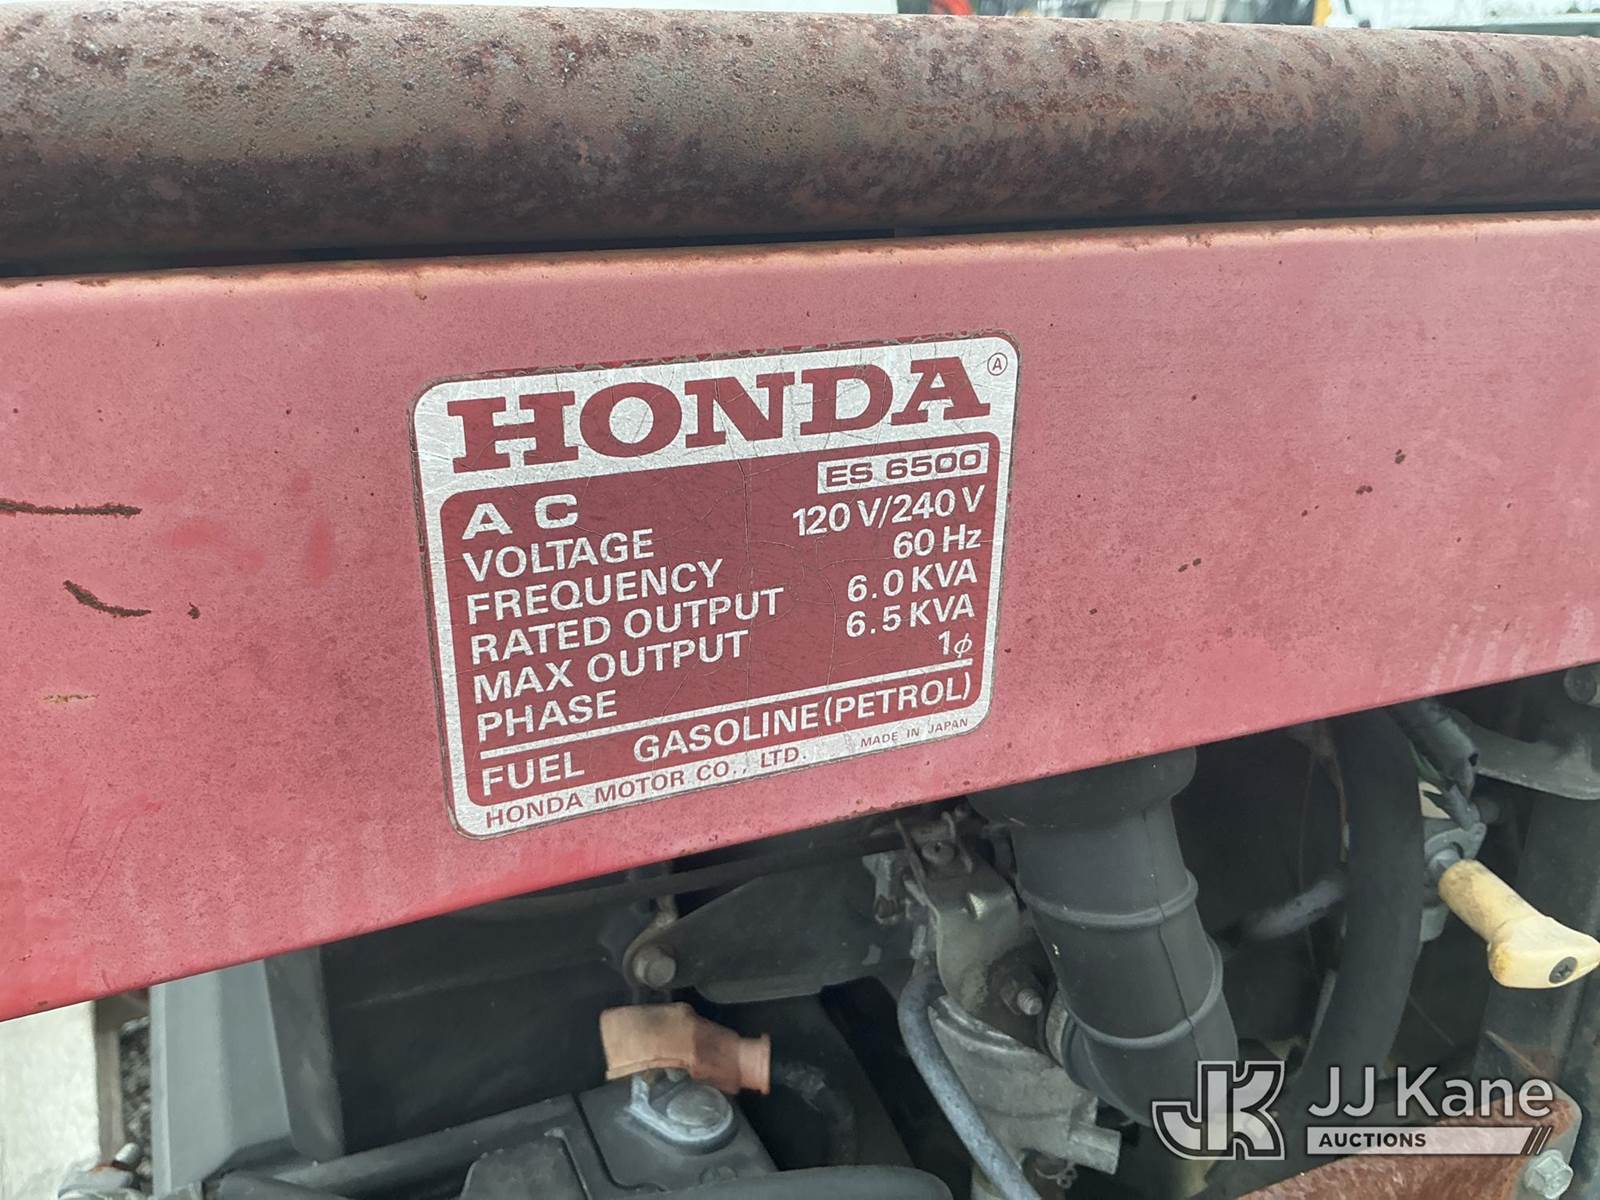 HONDA Ⓐ
ES 6500
A C
VOLTAGE 120 V/240 V
FREQUENCY 60 Hz
RATED OUTPUT 6.0 KVA
MAX OUTPUT 6.5 KVA
PHASE 1φ
FUEL GASOLINE (PETROL)
HONDA MOTOR CO., LTD. MADE IN JAPAN
JK JJ Kane
AUCTIONS